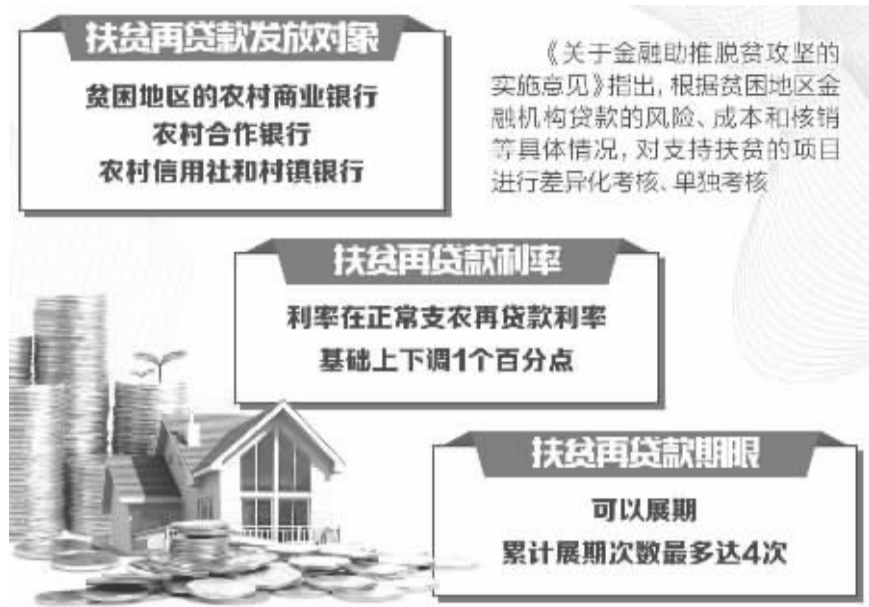 扶贫再贷款发放对象
贫困地区的农村商业银行
农村合作银行
农村信用社和村镇银行
《关于金融助推脱贫攻坚的
实施意见》指出,根据贫困地区金
融机构贷款的风险、成本和核销
等具体情况,对支持扶贫的项目
进行差异化考核、单独考核
扶贫再贷款利率
利率在正常支农再贷款利率
基础上下调1个百分点
扶贫再贷款期限
可以展期
累计展期次数最多达4次